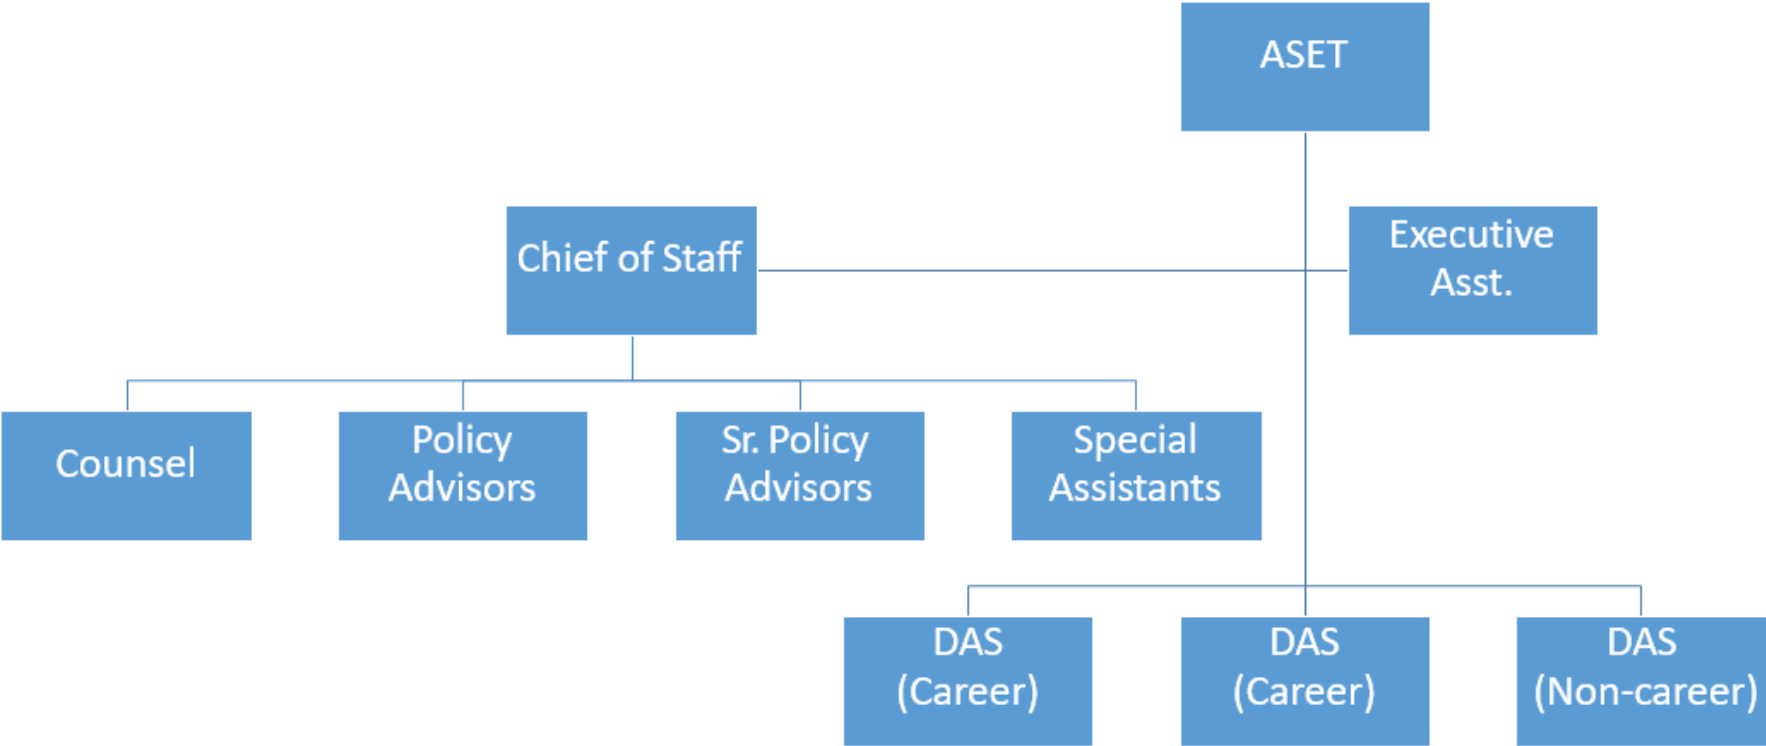 ASET
Chief of Staff
Executive
Asst.
Counsel
Policy
Advisors
Sr. Policy
Advisors
Special
Assistants
DAS
(Career)
DAS
(Career)
DAS
(Non-career)